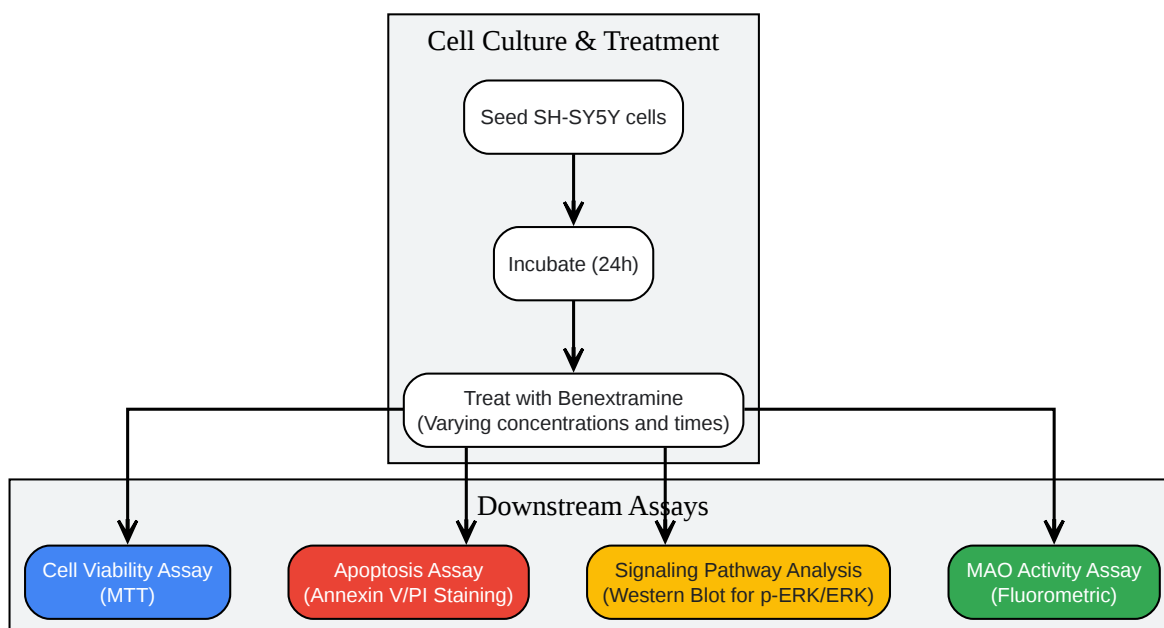 Cell Culture & Treatment
Seed SH-SY5Y cells
Incubate (24h)
Treat with Benextramine
(Varying concentrations and times)
Downstream Assays
Cell Viability Assay
(MTT)
Apoptosis Assay
(Annexin V/PI Staining)
Signaling Pathway Analysis
(Western Blot for p-ERK/ERK)
MAO Activity Assay
(Fluorometric)